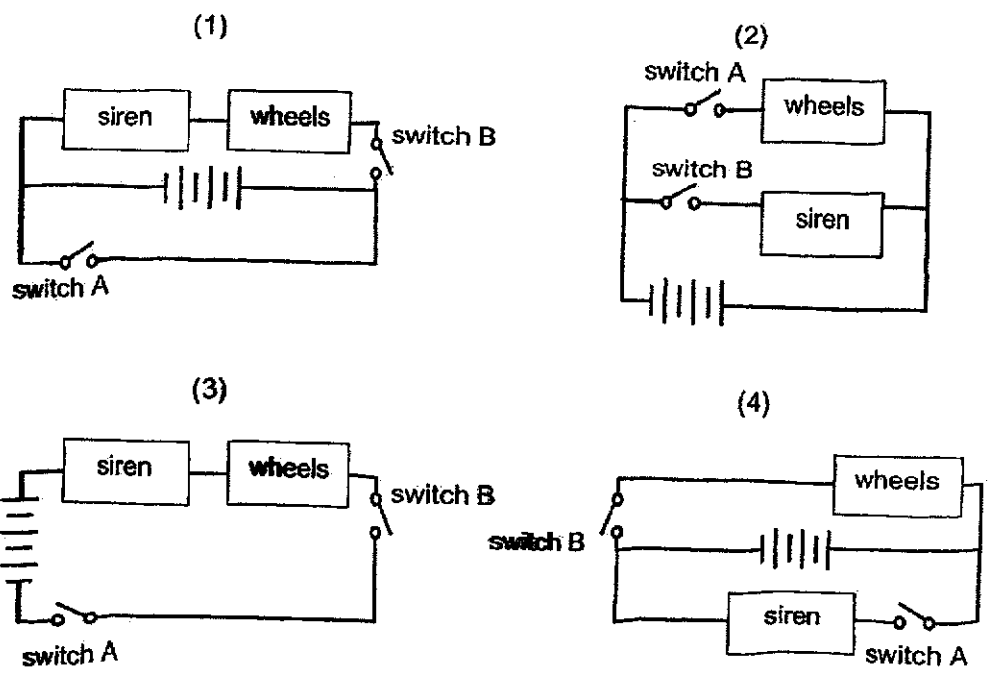 (1)
siren
wheels
switch B
switch A
(2)
switch A
wheels
switch B
siren
(3)
siren
wheels
switch B
switch A
(4)
wheels
switch B
siren
switch A